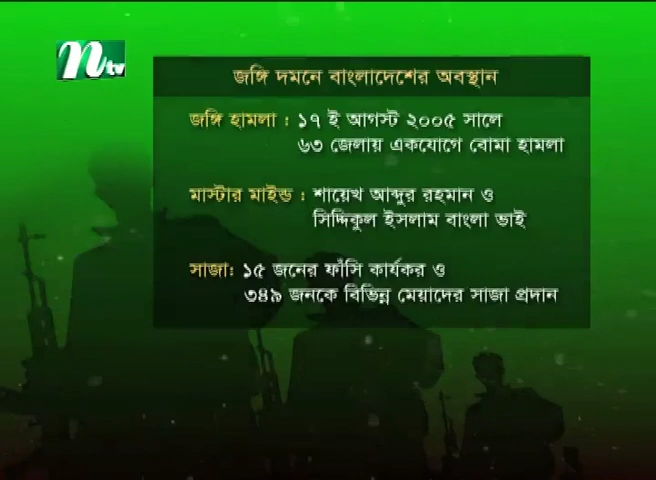 ntv
জঙ্গি দমনে বাংলাদেশের অবস্থান
জঙ্গি হামলা : ১৭ ই আগস্ট ২০০৫ সালে
৬৩ জেলায় একযোগে বোমা হামলা
মাস্টার মাইন্ড : শায়েখ আব্দুর রহমান ও
সিদ্দিকুল ইসলাম বাংলা ভাই
সাজা: ১৫ জনের ফাঁসি কার্যকর ও
৩৪৯ জনকে বিভিন্ন মেয়াদের সাজা প্রদান